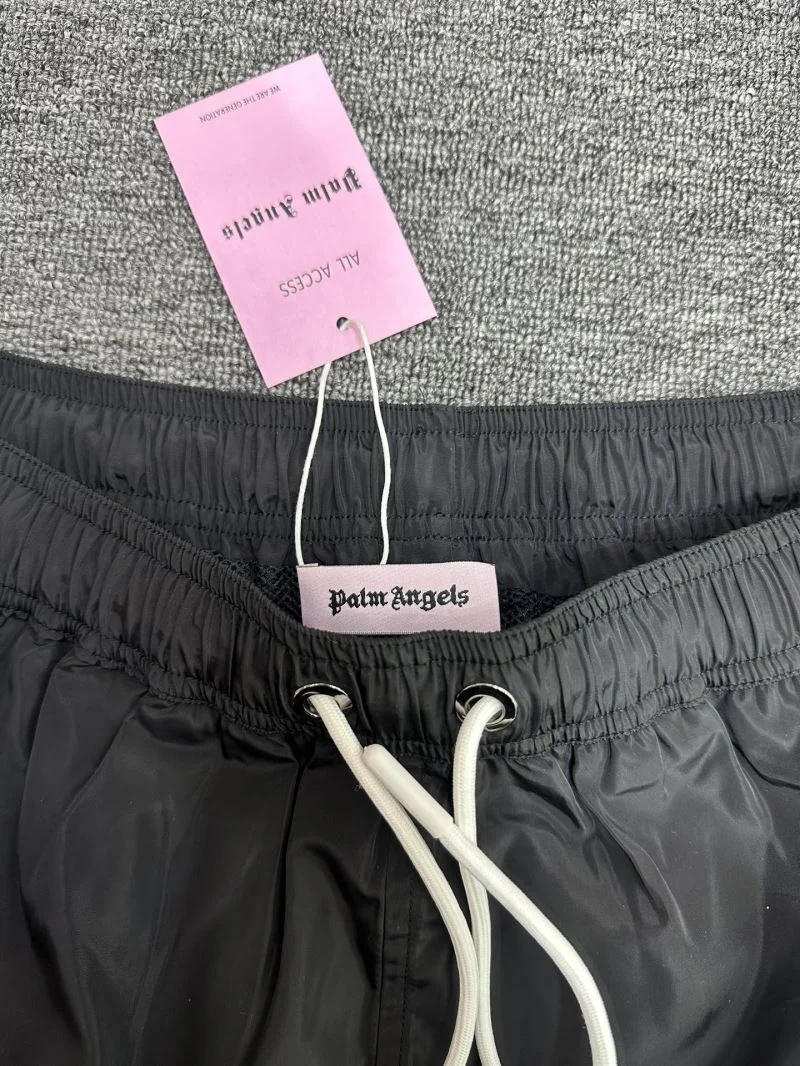 WE ARE THE GENERATION
Palm Angels
ALL ACCESS
Palm Angels